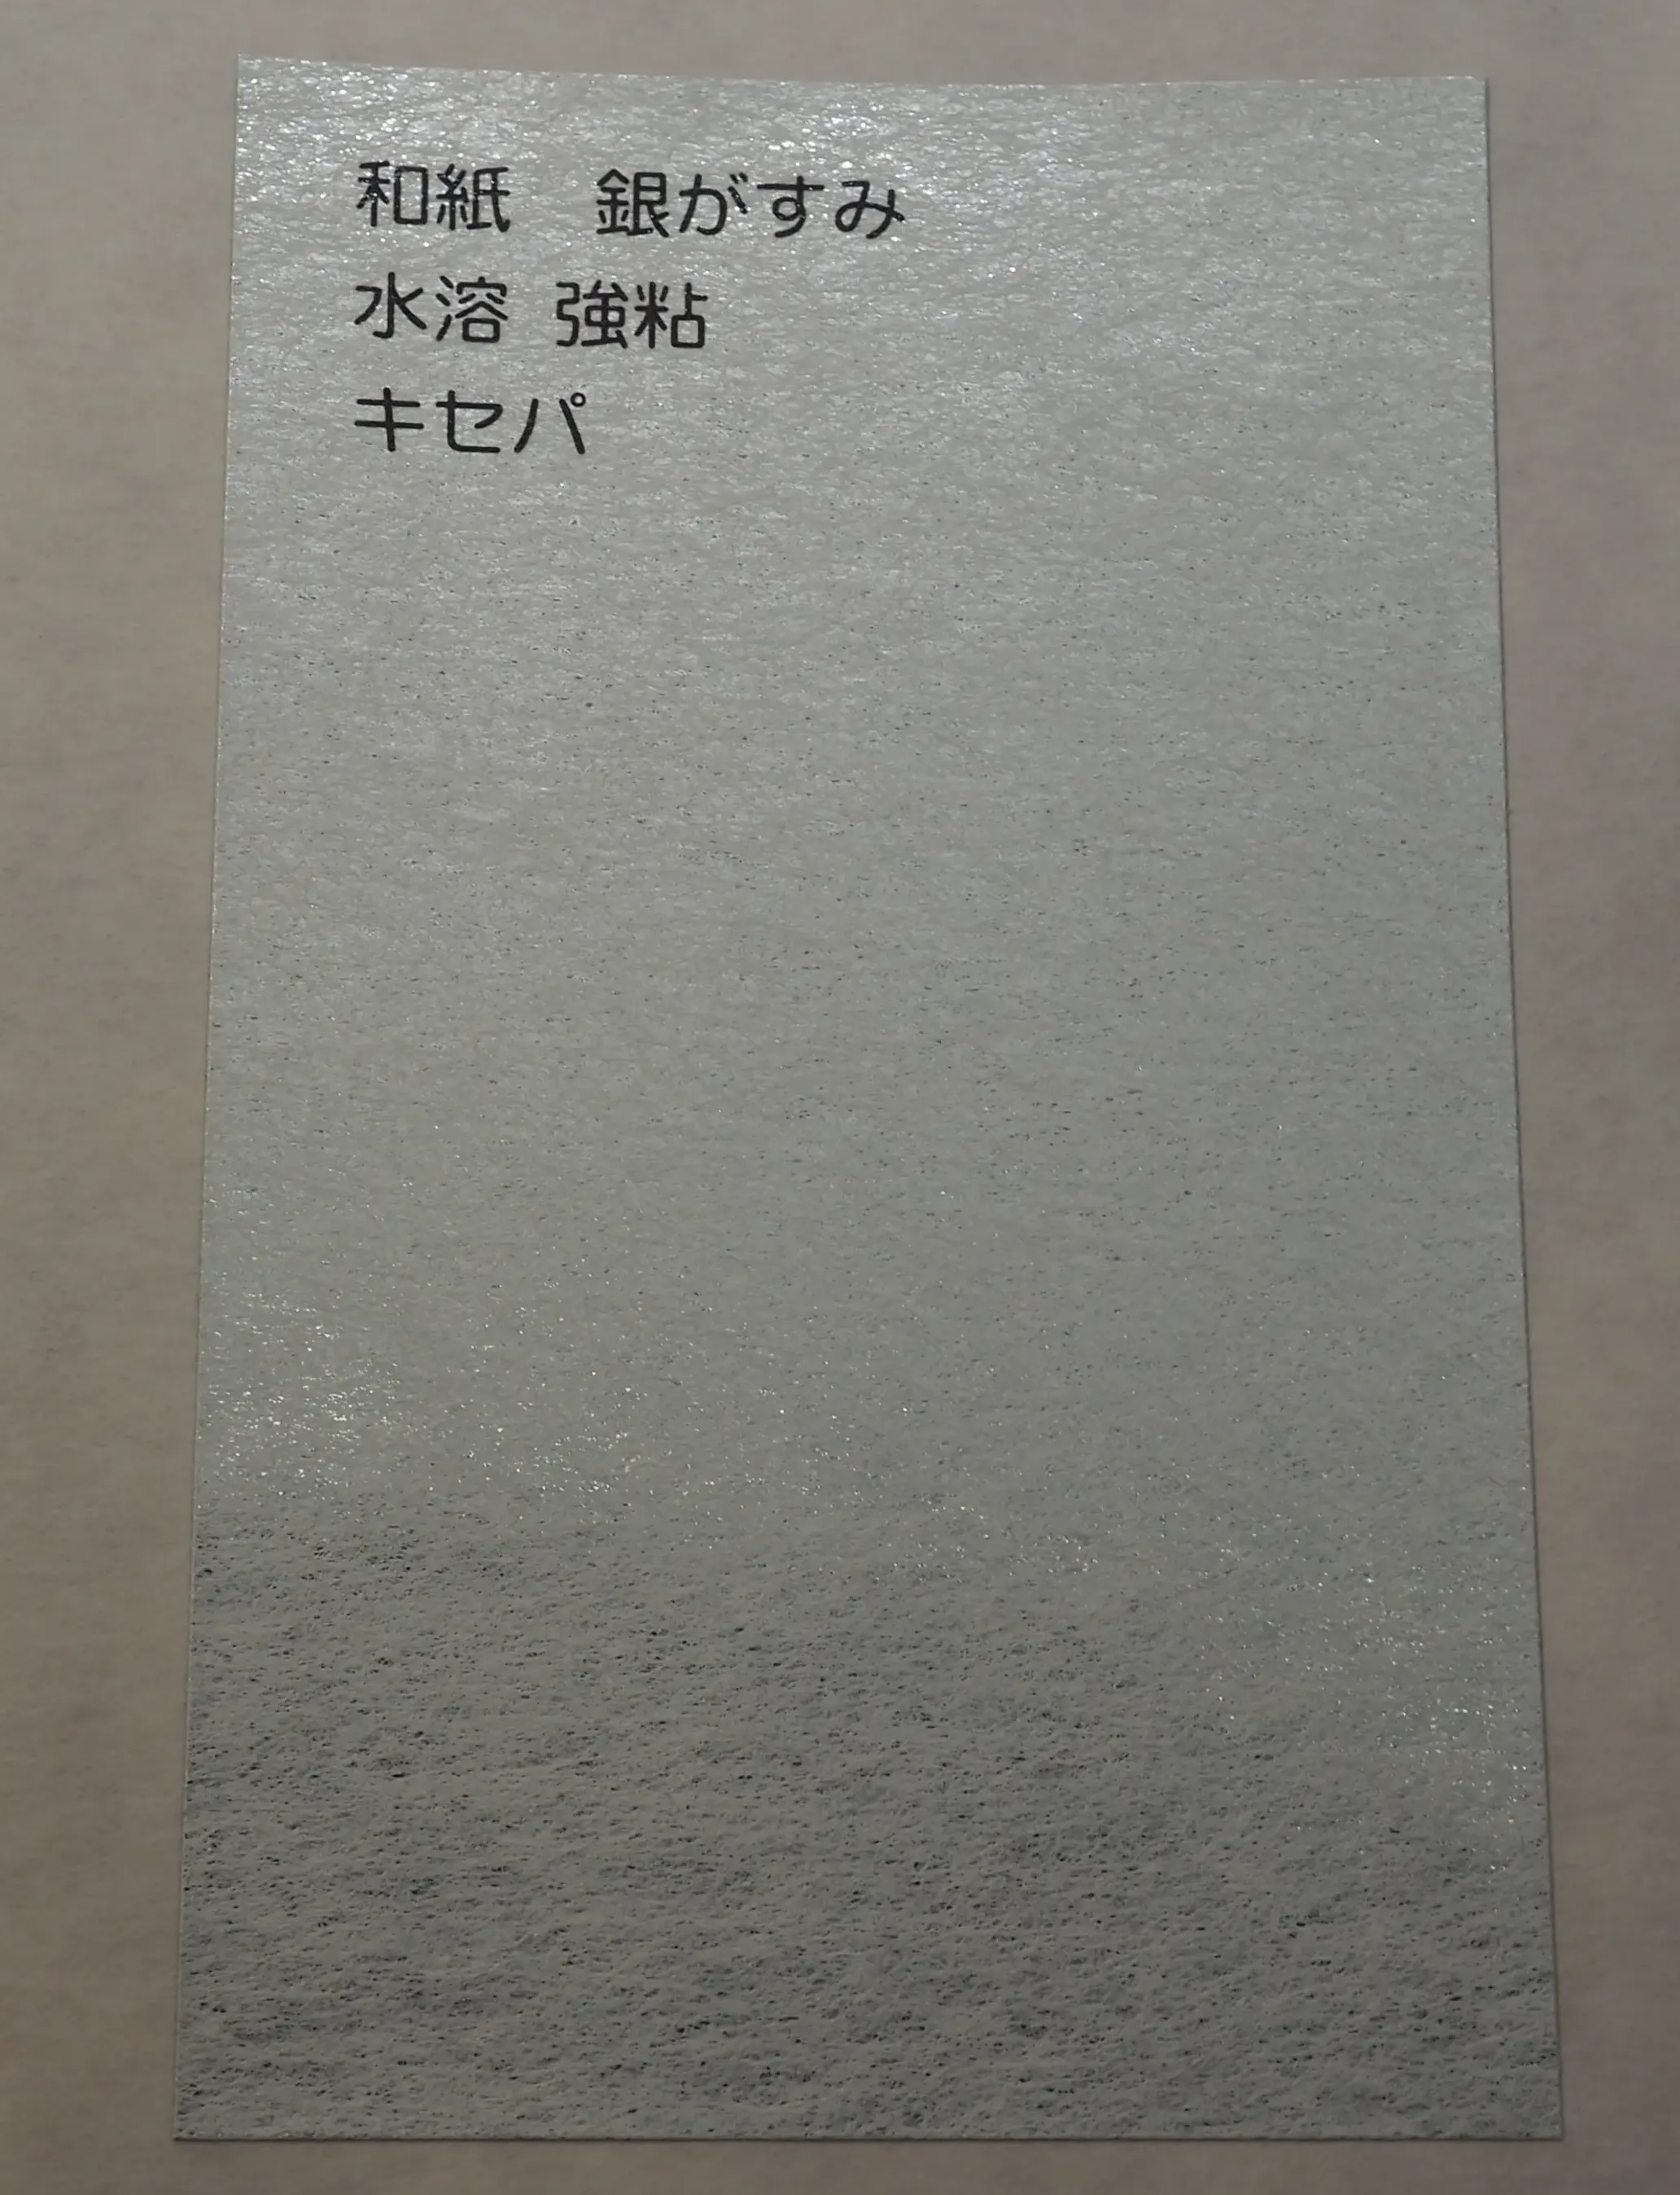 和紙　銀がすみ
水溶 強粘
キセパ